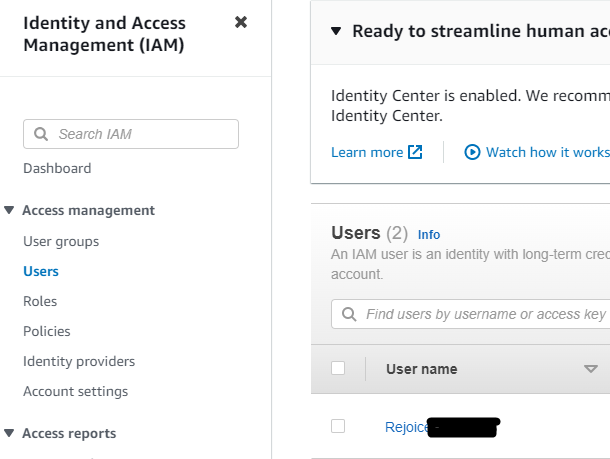 Identity and Access
Management (IAM)
Search IAM
Dashboard
Access management
User groups
Users
Roles
Policies
Identity providers
Account settings
Access reports
Ready to streamline human acc
Identity Center is enabled. We recomm
Identity Center.
Learn more
Watch how it works
Users (2) Info
An IAM user is an identity with long-term cred
account.
Find users by username or access key
User name
Rejoice